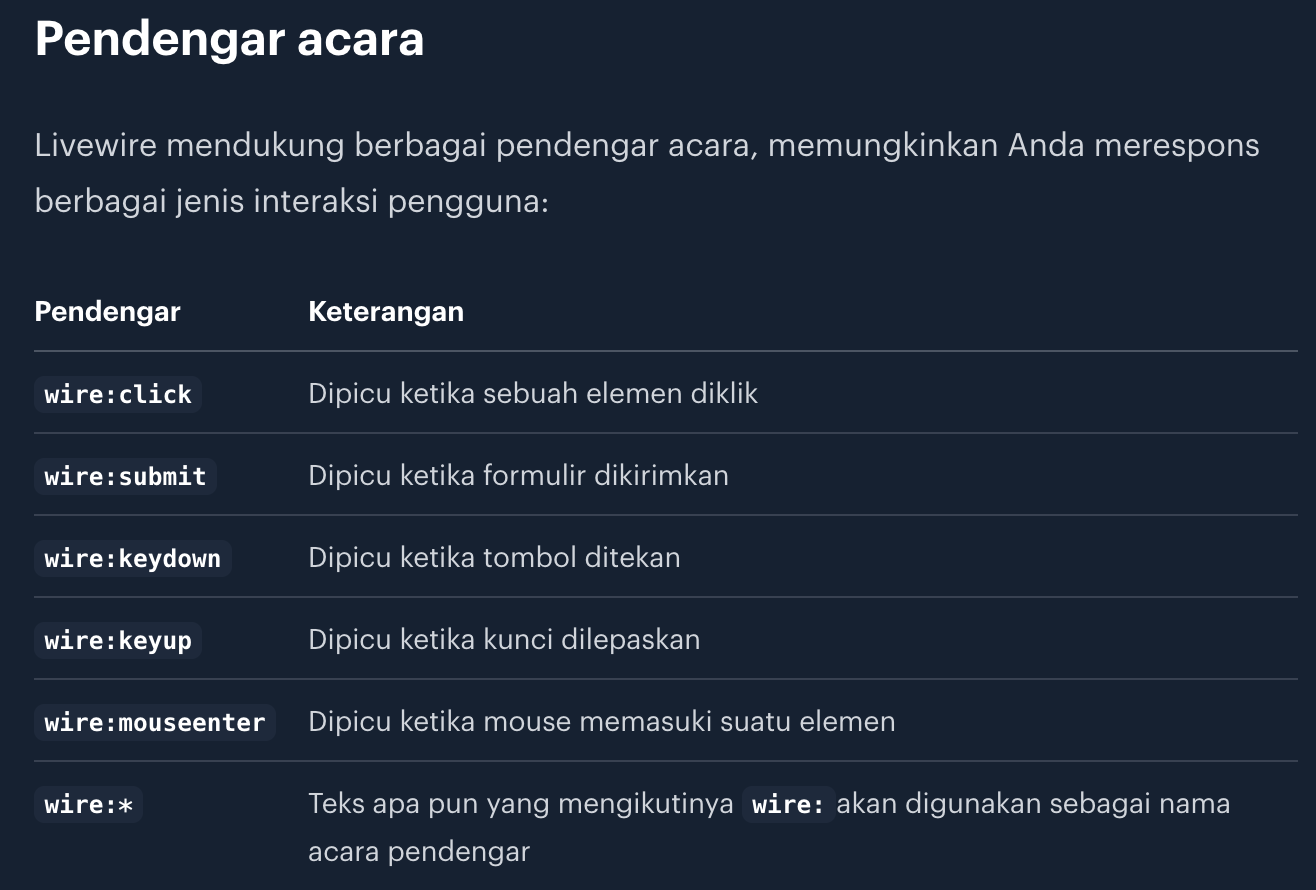 Pendengar acara
Livewire mendukung berbagai pendengar acara, memungkinkan Anda merespons
berbagai jenis interaksi pengguna:
Pendengar Keterangan
wire:click Dipicu ketika sebuah elemen diklik
wire:submit Dipicu ketika formulir dikirimkan
wire:keydown Dipicu ketika tombol ditekan
wire:keyup Dipicu ketika kunci dilepaskan
wire:mouseenter Dipicu ketika mouse memasuki suatu elemen
wire:* Teks apa pun yang mengikutinya wire: akan digunakan sebagai nama
acara pendengar